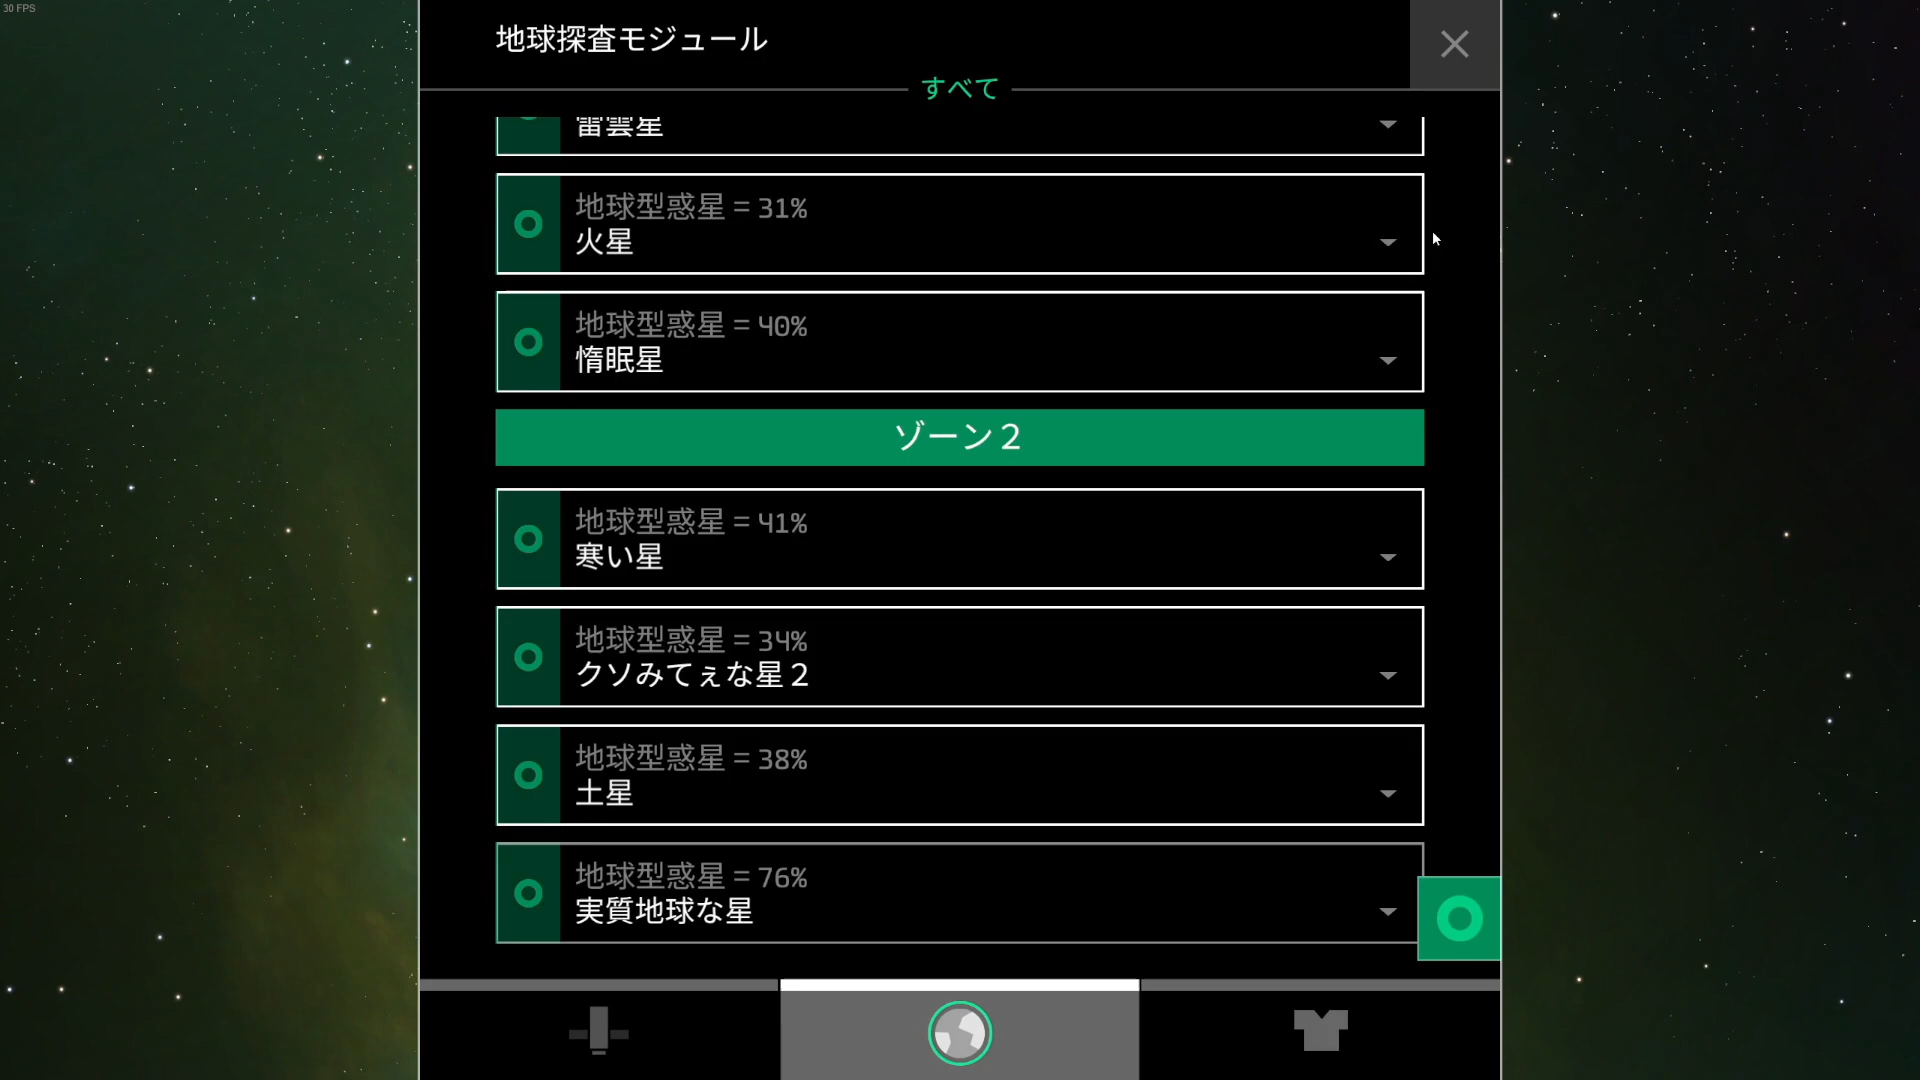 30 FPS
地球探査モジュール
すべて
雷雲星
地球型惑星 = 31%
火星
地球型惑星 = 40%
惰眠星
ゾーン２
地球型惑星 = 41%
寒い星
地球型惑星 = 34%
クソみてぇな星２
地球型惑星 = 38%
土星
地球型惑星 = 76%
実質地球な星